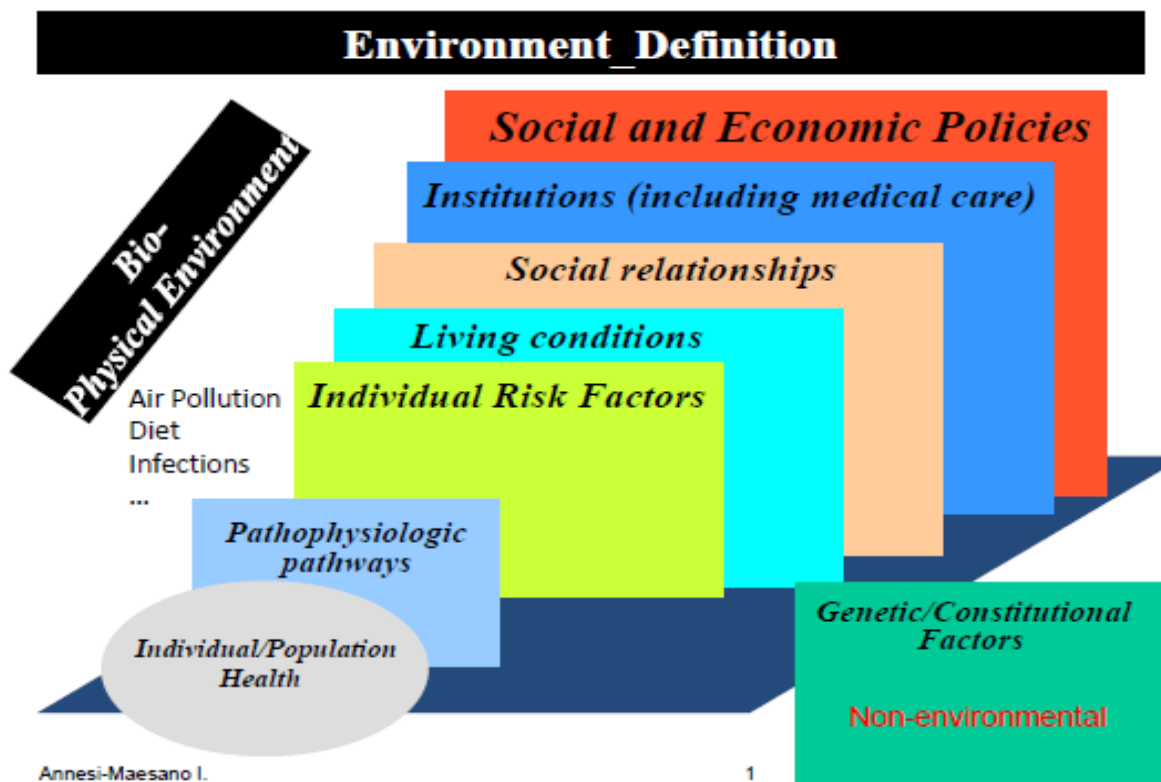 Environment_Definition
Bio-
Physical Environment
Air Pollution
Diet
Infections
...
Social and Economic Policies
Institutions (including medical care)
Social relationships
Living conditions
Individual Risk Factors
Pathophysiologic
pathways
Individual/Population
Health
Genetic/Constitutional
Factors
Non-environmental
Annesi-Maesano I.
1